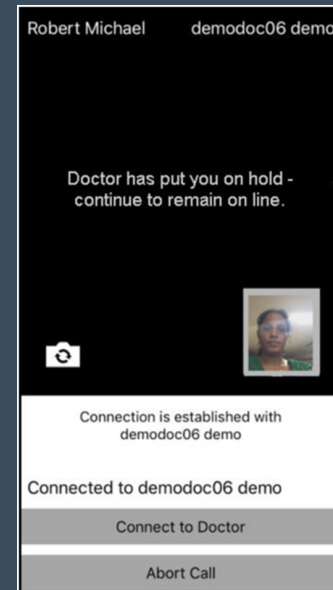 Robert Michael demodoc06 demo
Doctor has put you on hold -
continue to remain on line.
Connection is established with
demodoc06 demo
Connected to demodoc06 demo
Connect to Doctor
Abort Call